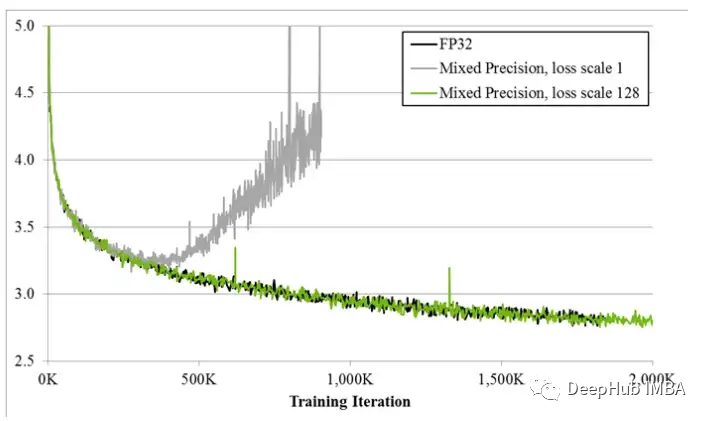 5.0
4.5
4.0
3.5
3.0
2.5
FP32
Mixed Precision, loss scale 1
Mixed Precision, loss scale 128
0K 500K 1,000K 1,500K 2,000K
Training Iteration
DeepHub IMBA